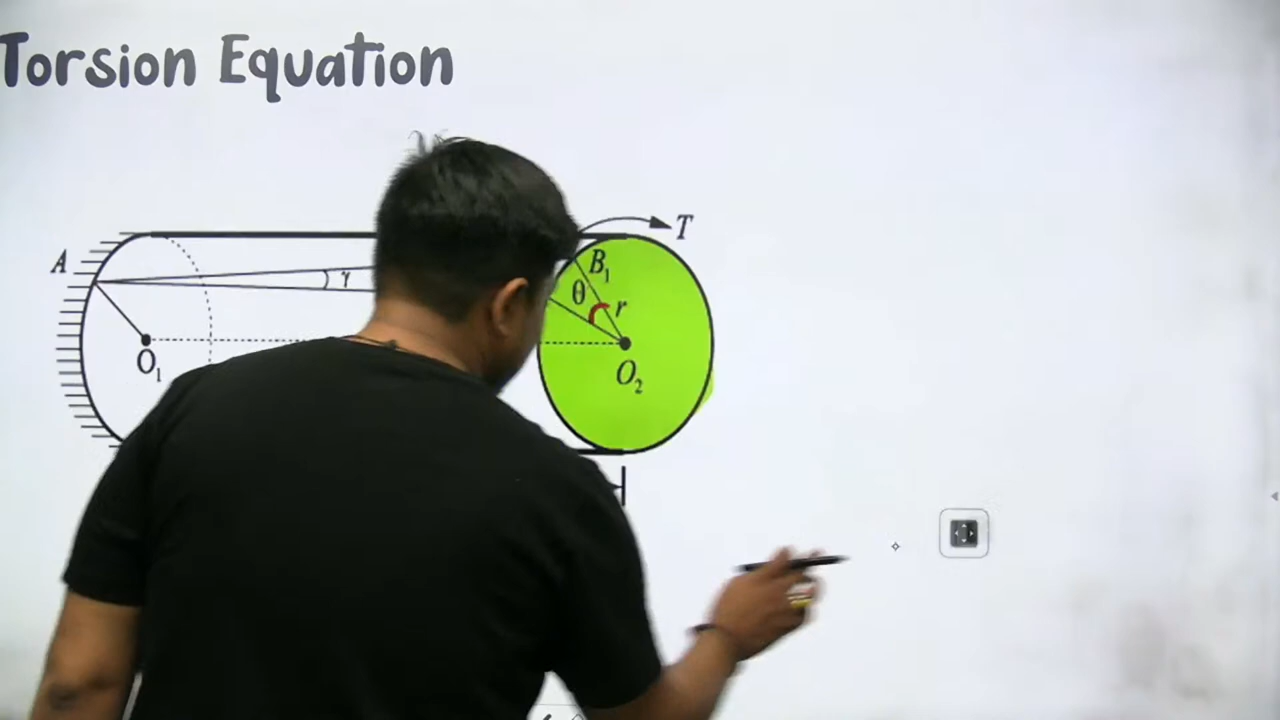 Torsion Equation
T
A
B₁
γ
θ
r
O₁
O₂